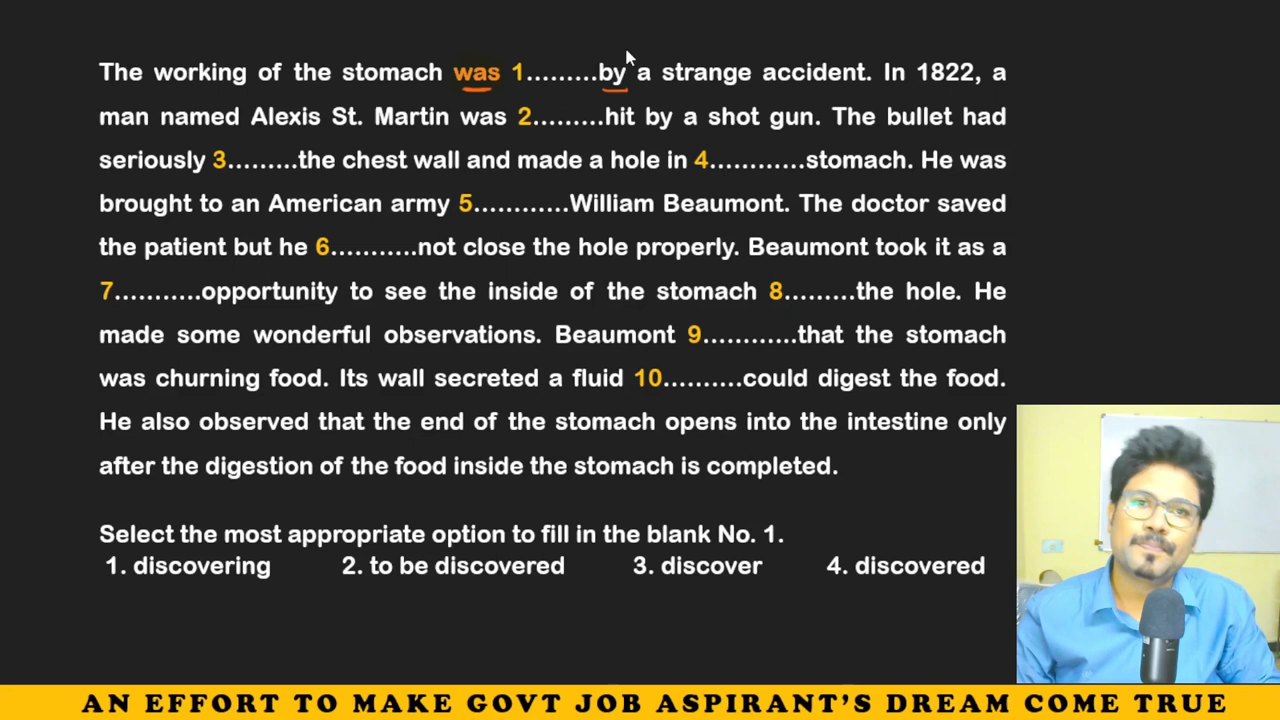 The working of the stomach was 1.........by a strange accident. In 1822, a
man named Alexis St. Martin was 2.........hit by a shot gun. The bullet had
seriously 3.........the chest wall and made a hole in 4............stomach. He was
brought to an American army 5............William Beaumont. The doctor saved
the patient but he 6...........not close the hole properly. Beaumont took it as a
7...........opportunity to see the inside of the stomach 8.........the hole. He
made some wonderful observations. Beaumont 9............that the stomach
was churning food. Its wall secreted a fluid 10..........could digest the food.
He also observed that the end of the stomach opens into the intestine only
after the digestion of the food inside the stomach is completed.
Select the most appropriate option to fill in the blank No. 1.
1. discovering 2. to be discovered 3. discover 4. discovered
AN EFFORT TO MAKE GOVT JOB ASPIRANT'S DREAM COME TRUE